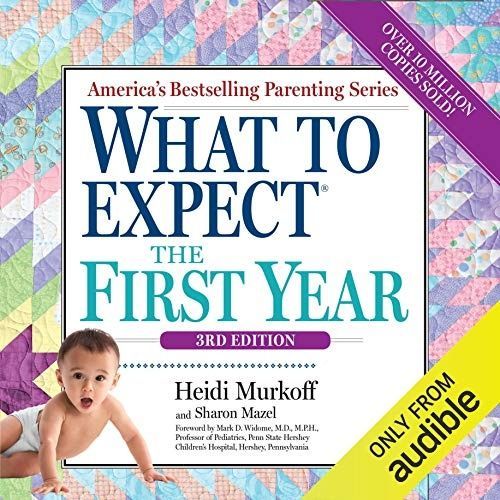 OVER 10 MILLION
COPIES SOLD!
America's Bestselling Parenting Series
WHAT TO
EXPECT®
THE
FIRST YEAR
3RD EDITION
Heidi Murkoff
and Sharon Mazel
Foreword by Mark D. Widome, M.D., M.P.H.,
Professor of Pediatrics, Penn State Hershey
Children's Hospital, Hershey, Pennsylvania
ONLY FROM
audible